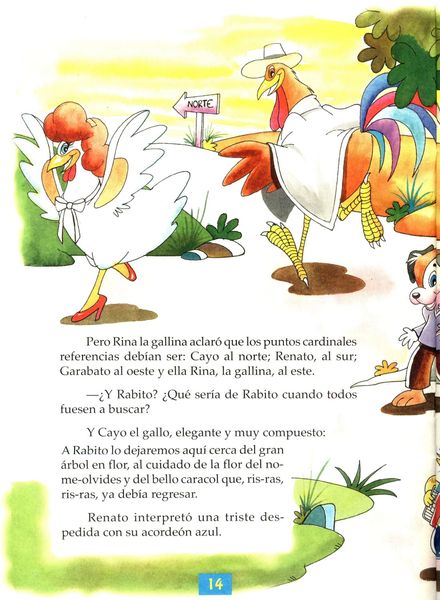 NORTE
Pero Rina la gallina aclaró que los puntos cardinales
referencias debían ser: Cayo al norte; Renato, al sur;
Garabato al oeste y ella Rina, la gallina, al este.
—¿Y Rabito? ¿Qué sería de Rabito cuando todos
fuesen a buscar?
Y Cayo el gallo, elegante y muy compuesto:
A Rabito lo dejaremos aquí cerca del gran
árbol en flor, al cuidado de la flor del no-
me-olvides y del bello caracol que, ris-ras,
ris-ras, ya debía regresar.
Renato interpretó una triste des-
pedida con su acordeón azul.
14